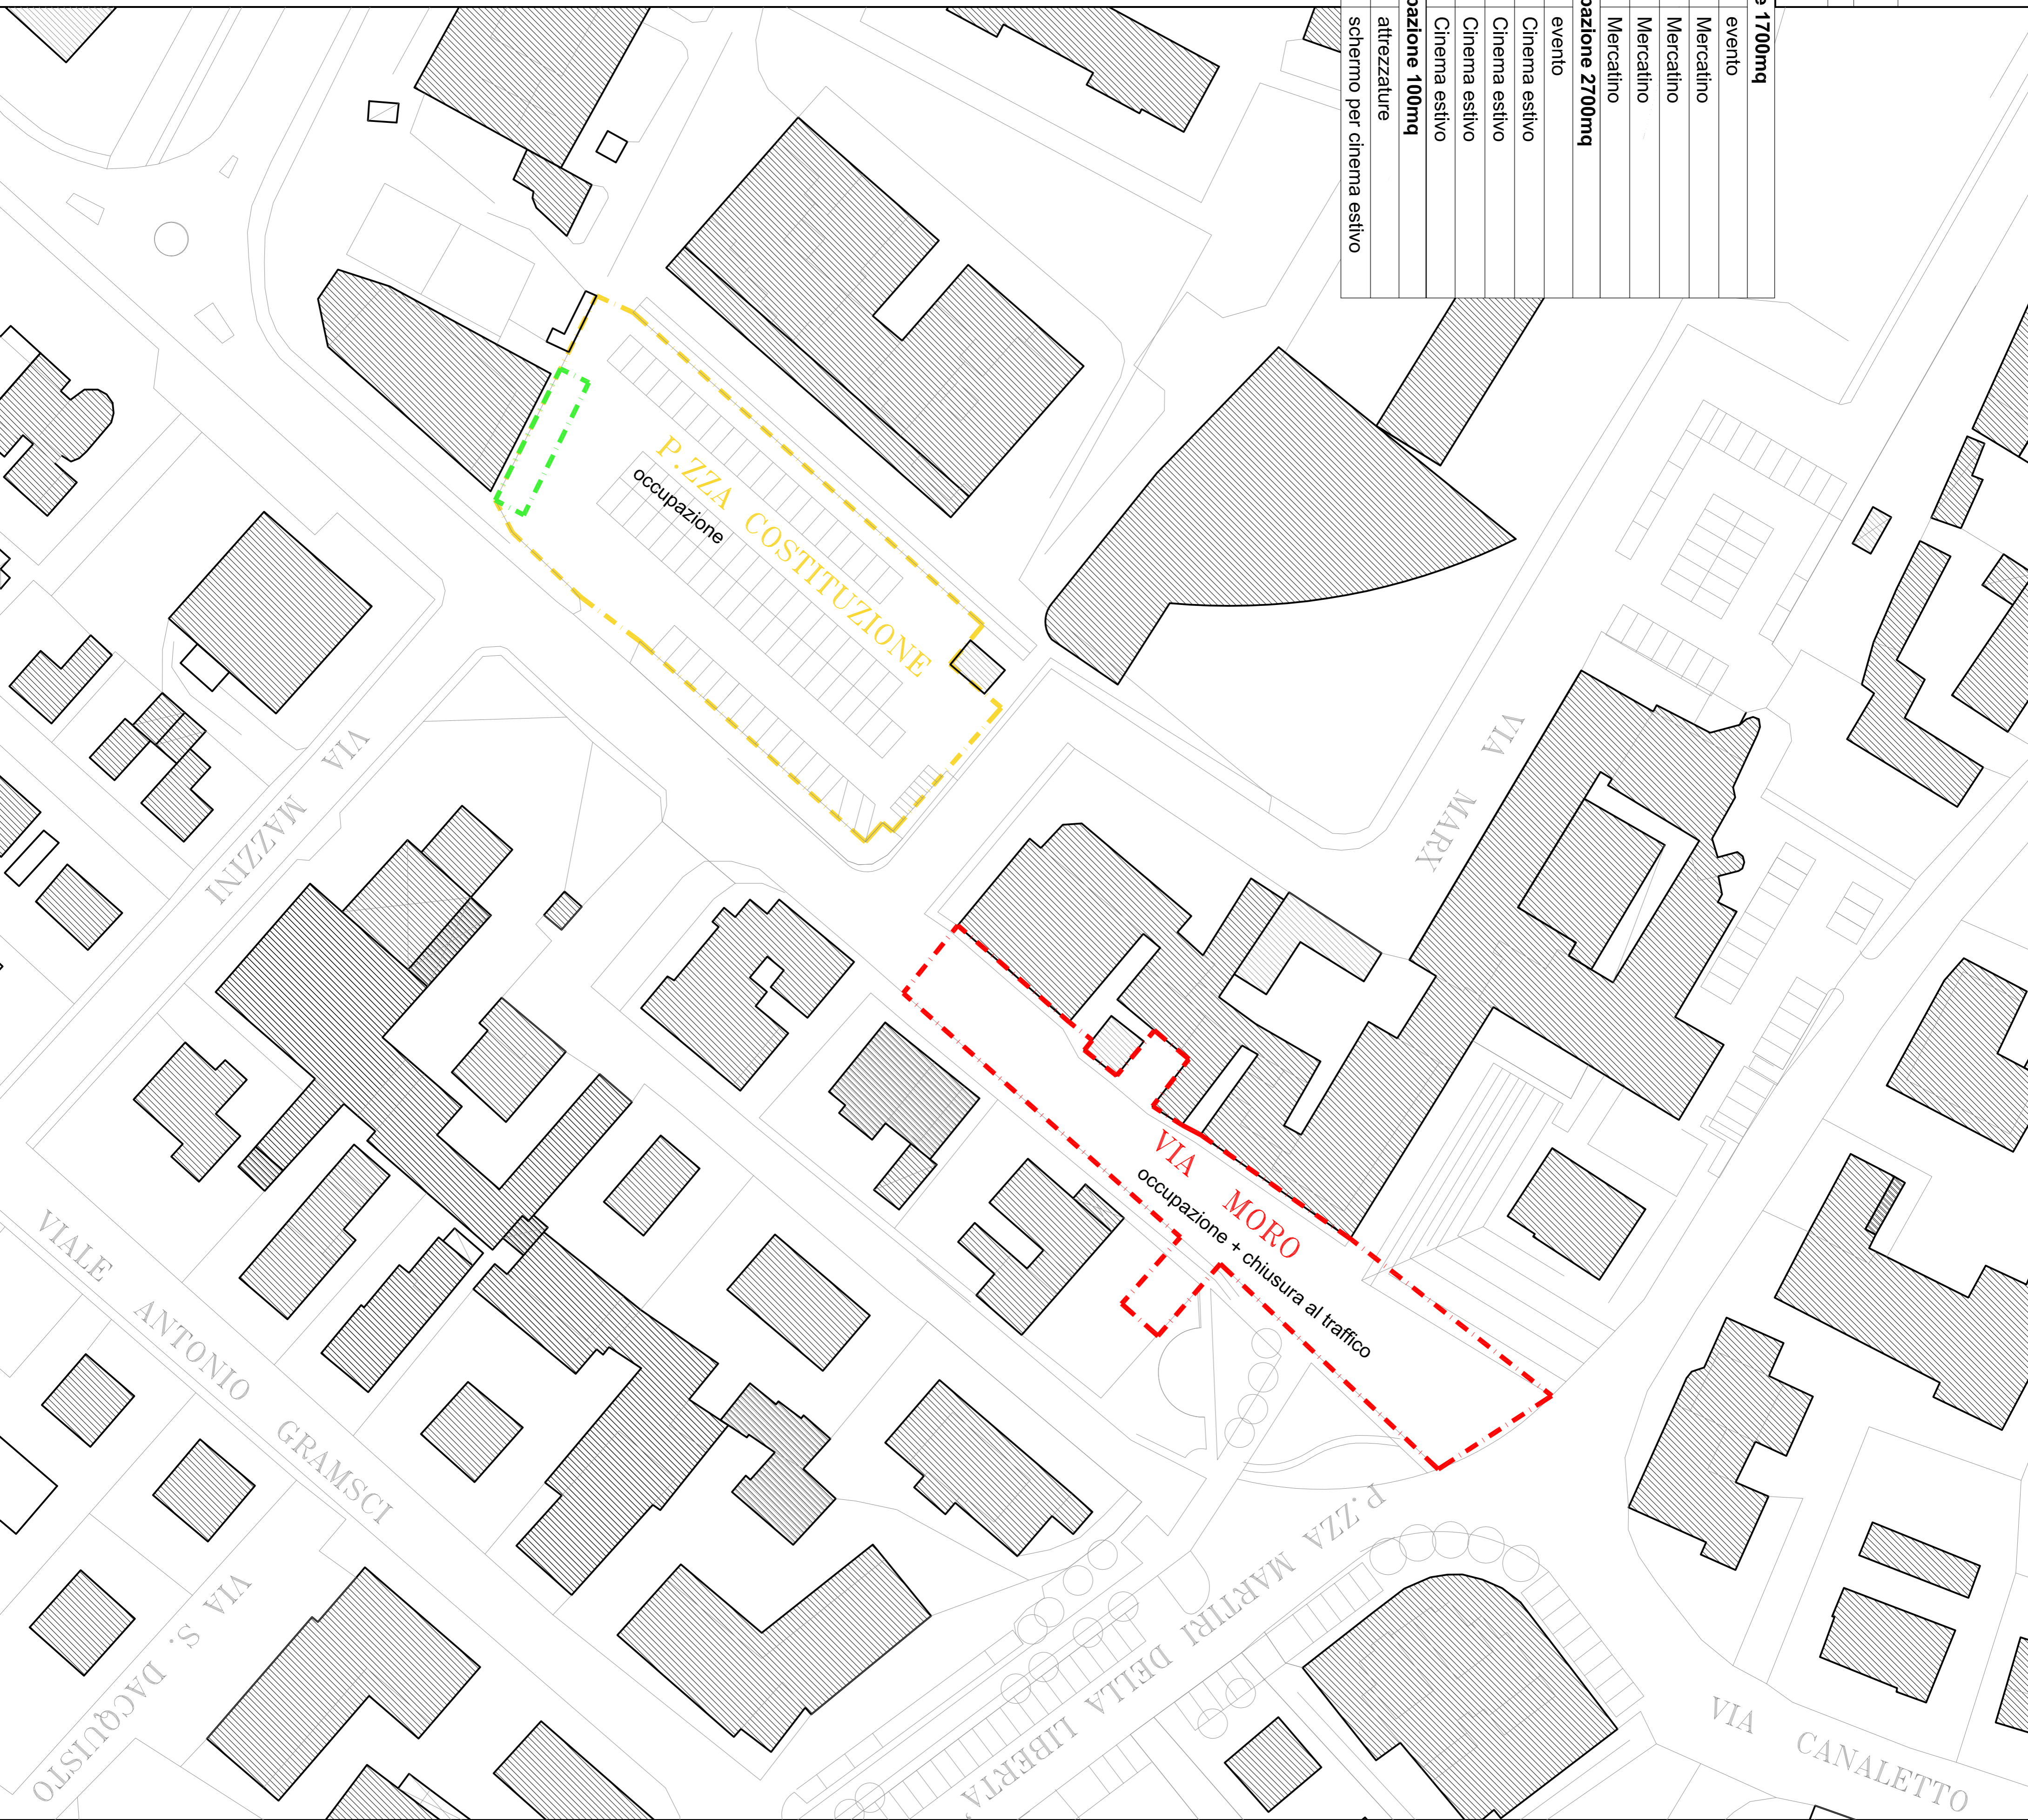 e 1700mq
evento
Mercatino
Mercatino
Mercatino
Mercatino
pazione 2700mq
evento
Cinema estivo
Cinema estivo
Cinema estivo
Cinema estivo
pazione 100mq
attrezzature
schermo per cinema estivo
P.ZZA COSTITUZIONE
occupazione
VIA MARX
VIA MAZZINI
VIA MORO
occupazione + chiusura al traffico
VIALE ANTONIO GRAMSCI
P.ZZA MARTIRI DELLA LIBERTA'
VIA S. DACQUISTO
VIA CANALETTO